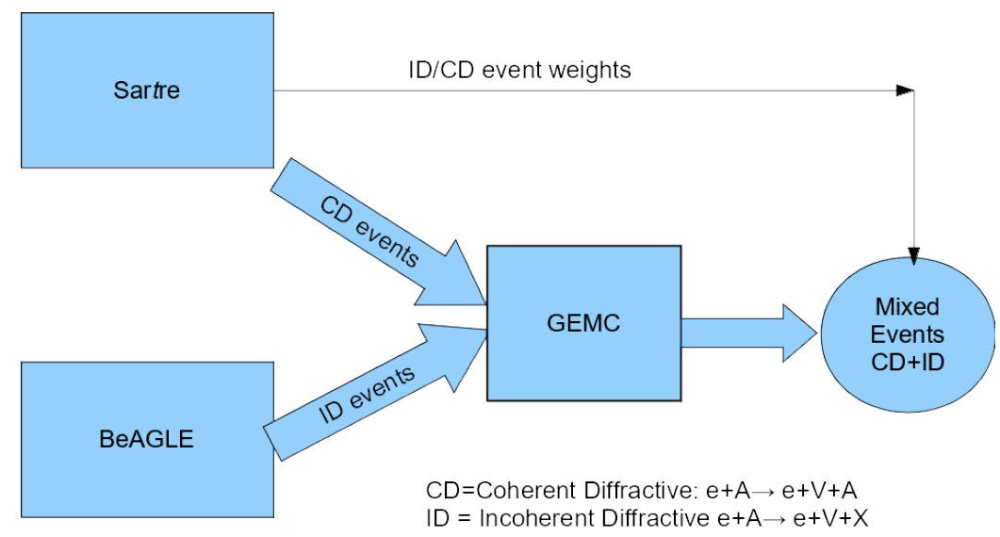 Sartre
ID/CD event weights
CD events
GEMC
Mixed
Events
CD+ID
ID events
BeAGLE
CD=Coherent Diffractive: e+A→ e+V+A
ID = Incoherent Diffractive e+A→ e+V+X